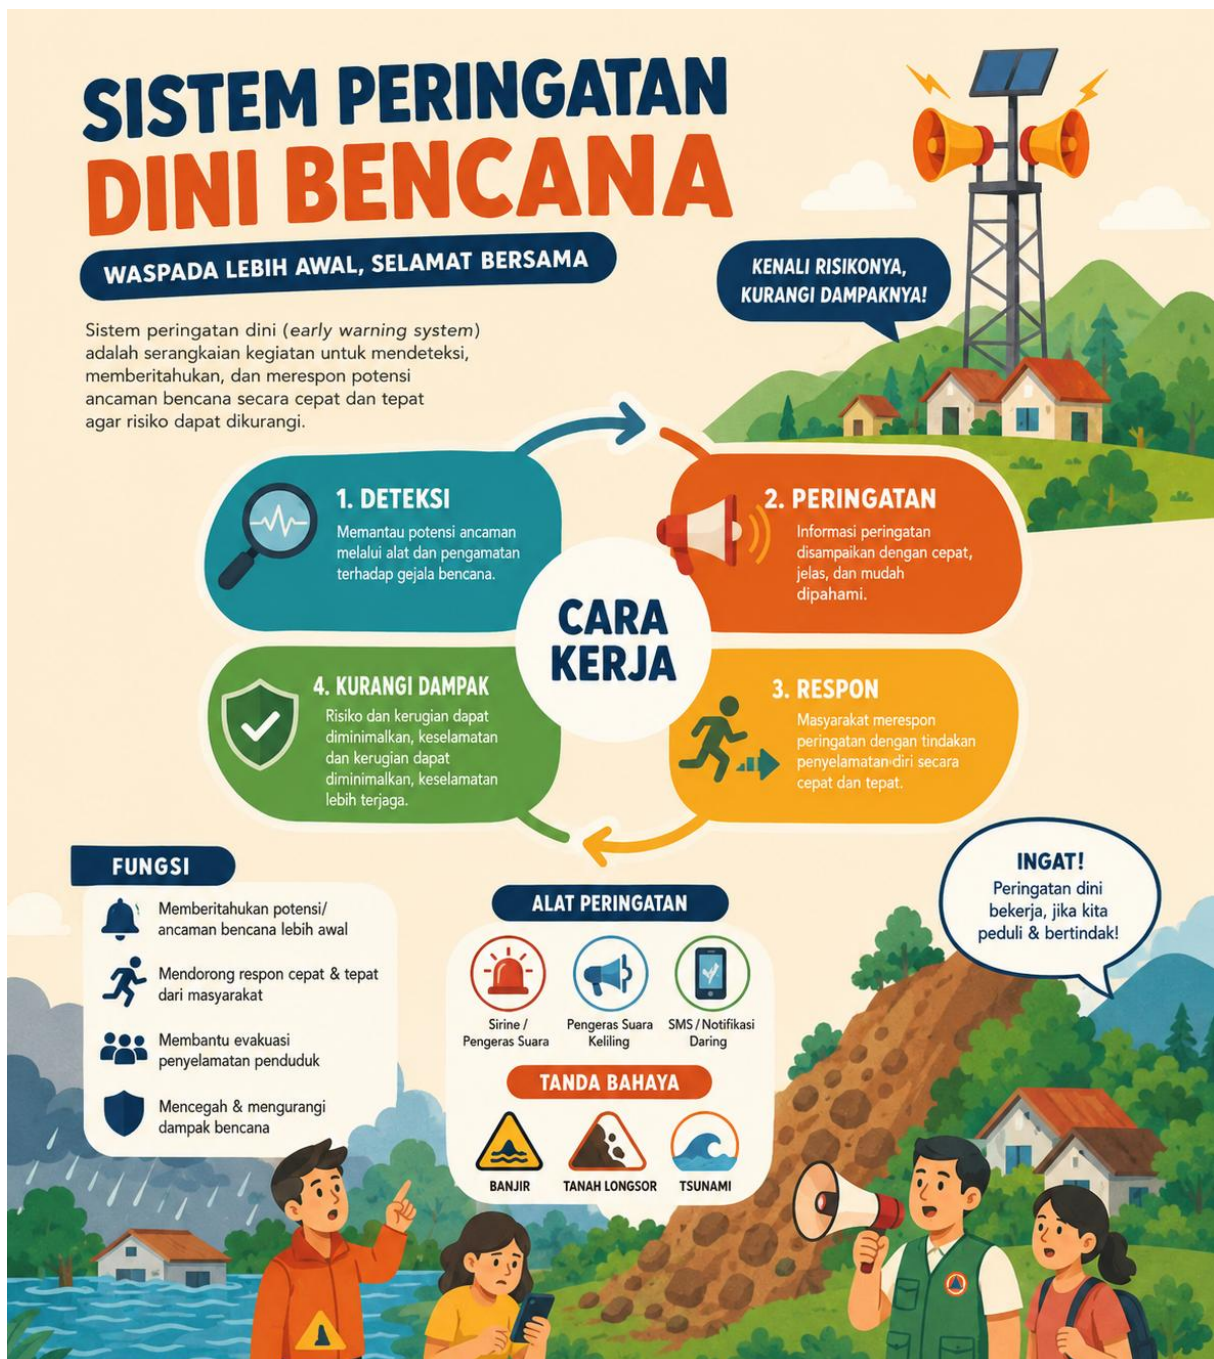 SISTEM PERINGATAN
DINI BENCANA
WASPADA LEBIH AWAL, SELAMAT BERSAMA
KENALI RISIKONYA,
KURANGI DAMPAKNYA!
Sistem peringatan dini (early warning system)
adalah serangkaian kegiatan untuk mendeteksi,
memberitahukan, dan merespon potensi
ancaman bencana secara cepat dan tepat
agar risiko dapat dikurangi.
1. DETEKSI
Memantau potensi ancaman
melalui alat dan pengamatan
terhadap gejala bencana.
2. PERINGATAN
Informasi peringatan
disampaikan dengan cepat,
jelas, dan mudah
dipahami.
CARA
KERJA
3. RESPON
Masyarakat merespon
peringatan dengan tindakan
penyelamatan-diri secara
cepat dan tepat.
4. KURANGI DAMPAK
Risiko dan kerugian dapat
diminimalkan, keselamatan
dan kerugian dapat
diminimalkan, keselamatan
lebih terjaga.
FUNGSI
Memberitahukan potensi/
ancaman bencana lebih awal
Mendorong respon cepat & tepat
dari masyarakat
Membantu evakuasi
penyelamatan penduduk
Mencegah & mengurangi
dampak bencana
ALAT PERINGATAN
Sirine /
Pengeras Suara
Pengeras Suara
Keliling
SMS / Notifikasi
Daring
TANDA BAHAYA
BANJIR
TANAH LONGSOR
TSUNAMI
INGAT!
Peringatan dini
bekerja, jika kita
peduli & bertindak!